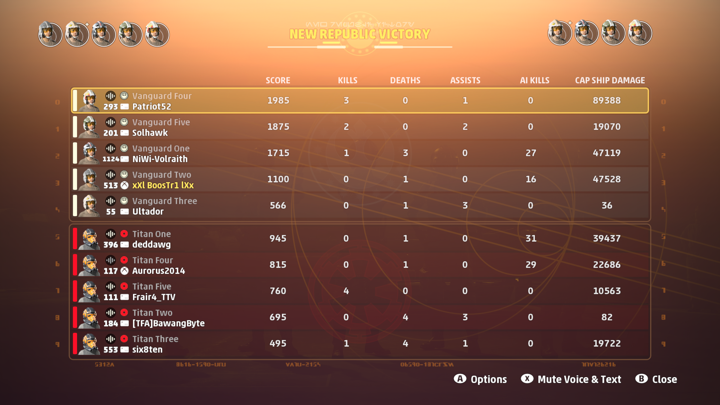 NEW REPUBLIC VICTORY
SCORE KILLS DEATHS ASSISTS AI KILLS CAP SHIP DAMAGE
Vanguard Four
293 Patriot52 1985 3 0 1 0 89388
Vanguard Five
201 Solhawk 1875 2 0 2 0 19070
Vanguard One
1124 NiWi-Volraith 1715 1 3 0 27 47119
Vanguard Two
513 xXl BoosTr1 lXx 1100 0 1 0 16 47528
Vanguard Three
55 Ultador 566 0 1 3 0 36
Titan One
396 deddawg 945 0 1 0 31 39437
Titan Four
117 Aurorus2014 815 0 1 0 29 22686
Titan Five
111 Frair4_TTV 760 4 0 0 0 10563
Titan Two
184 [TFA]BawangByte 695 0 4 3 0 82
Titan Three
553 six8ten 495 1 4 1 0 19722
A Options X Mute Voice & Text B Close